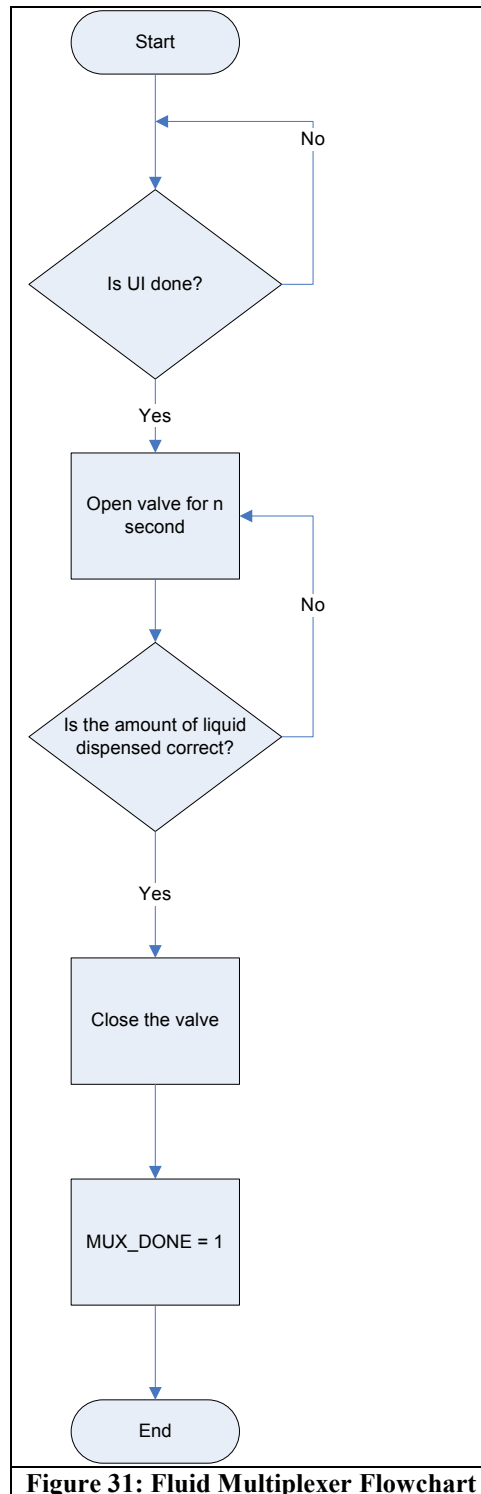 Start
No
Is UI done?
Yes
Open valve for n
second
No
Is the amount of liquid
dispensed correct?
Yes
Close the valve
MUX_DONE = 1
End
Figure 31: Fluid Multiplexer Flowchart